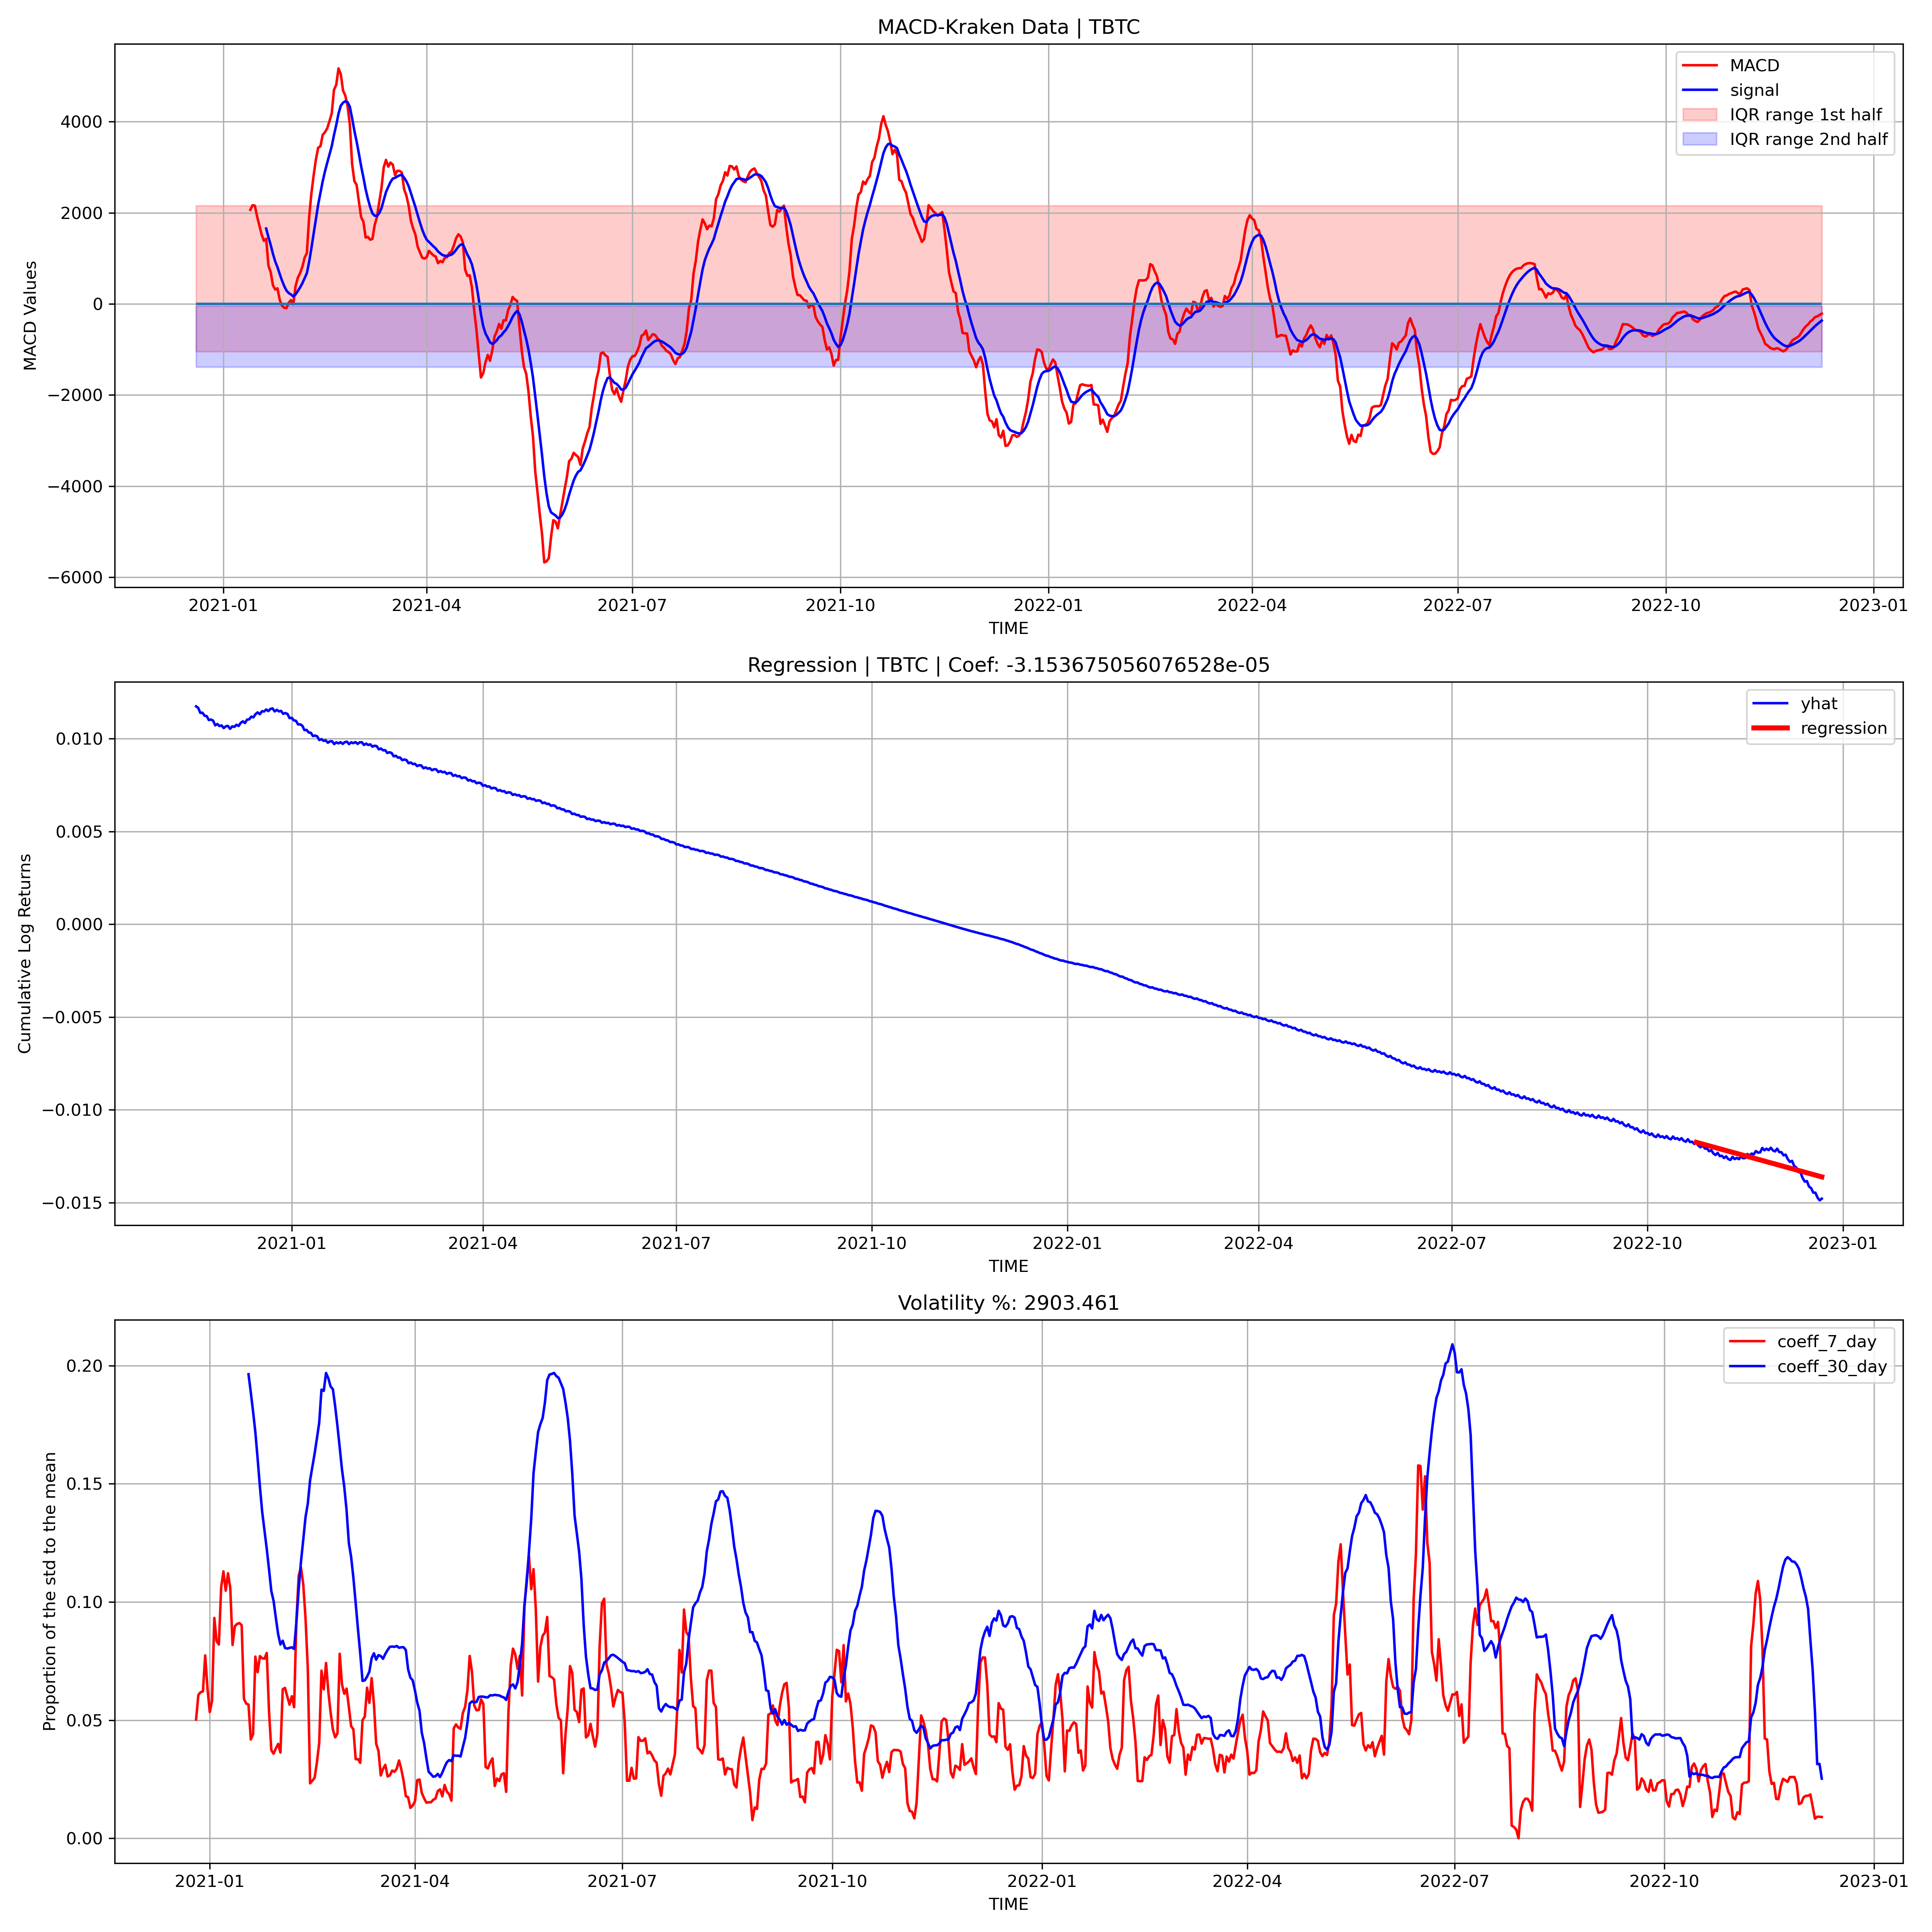 MACD-Kraken Data | TBTC
MACD Values
4000
2000
0
−2000
−4000
−6000
MACD
signal
IQR range 1st half
IQR range 2nd half
2021-01 2021-04 2021-07 2021-10 2022-01 2022-04 2022-07 2022-10 2023-01
TIME
Regression | TBTC | Coef: -3.153675056076528e-05
Cumulative Log Returns
0.010
0.005
0.000
−0.005
−0.010
−0.015
yhat
regression
2021-01 2021-04 2021-07 2021-10 2022-01 2022-04 2022-07 2022-10 2023-01
TIME
Volatility %: 2903.461
Proportion of the std to the mean
0.20
0.15
0.10
0.05
0.00
coeff_7_day
coeff_30_day
2021-01 2021-04 2021-07 2021-10 2022-01 2022-04 2022-07 2022-10 2023-01
TIME